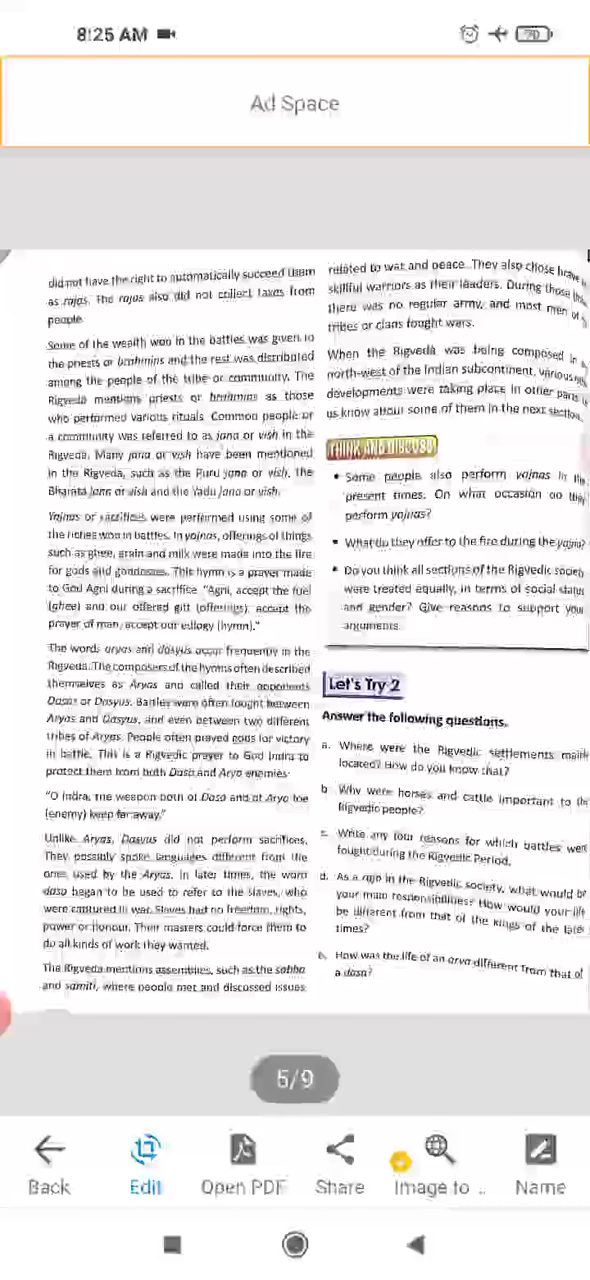 8:25 AM
70
Ad Space
did not have the right to automatically succeed them
as rajas. The rajas also did not collect taxes from
people.
Some of the wealth won in the battles was given to
the priests or brahmins and the rest was distributed
among the people of the tribe or community. The
Rigveda mentions priests or brahmins as those
who performed various rituals. Common people or
a community was referred to as jana or vish in the
Rigveda. Many jana or vish have been mentioned
in the Rigveda, such as the Puru jana or vish, the
Bharata jana or vish and the Yadu jana or vish.
Yajnas or sacrifices were performed using some of
the riches won in battles. In yajnas, offerings of things
such as ghee, grain and milk were made into the fire
for gods and goddesses. This hymn is a prayer made
to God Agni during a sacrifice "Agni, accept the fuel
(ghee) and our offered gift (offerings), accept the
prayer of man, accept our eulogy (hymn)."
The words aryas and dasyus occur frequently in the
Rigveda. The composers of the hymns often described
themselves as Aryas and called their opponents
Dasas or Dasyus. Battles were often fought between
Aryas and Dasyus, and even between two different
tribes of Aryas. People often prayed gods for victory
in battle. This is a Rigvedic prayer to God Indra to
protect them from both Dasa and Arya enemies:
"O Indra, the weapon both of Dasa and of Arya foe
(enemy) keep far away."
Unlike Aryas, Dasyus did not perform sacrifices.
They possibly spoke languages different from the
ones used by the Aryas. In later times, the word
dasa began to be used to refer to the slaves, who
were captured in war. Slaves had no freedom, rights,
power or honour. Their masters could force them to
do all kinds of work they wanted.
The Rigveda mentions assemblies, such as the sabha
and samiti, where people met and discussed issues
related to war and peace. They also chose brave
skillful warriors as their leaders. During those
there was no regular army, and most men of
tribes or clans fought wars.
When the Rigveda was being composed in
north-west of the Indian subcontinent, various
developments were taking place in other parts
us know about some of them in the next section.
THINK AND DISCUSS
• Some people also perform yajnas in the
present times. On what occasion do they
perform yajnas?
• What do they offer to the fire during the yajna?
• Do you think all sections of the Rigvedic society
were treated equally, in terms of social status
and gender? Give reasons to support your
arguments.
Let's Try 2
Answer the following questions.
a. Where were the Rigvedic settlements mainly
located? How do you know that?
b. Why were horses and cattle important to the
Rigvedic people?
c. Write any four reasons for which battles were
fought during the Rigvedic Period.
d. As a raja in the Rigvedic society, what would be
your main responsibilities? How would your life
be different from that of the kings of the later
times?
e. How was the life of an arya different from that of
a dasa?
5/9
Back
Edit
Open PDF
Share
Image to ..
Name